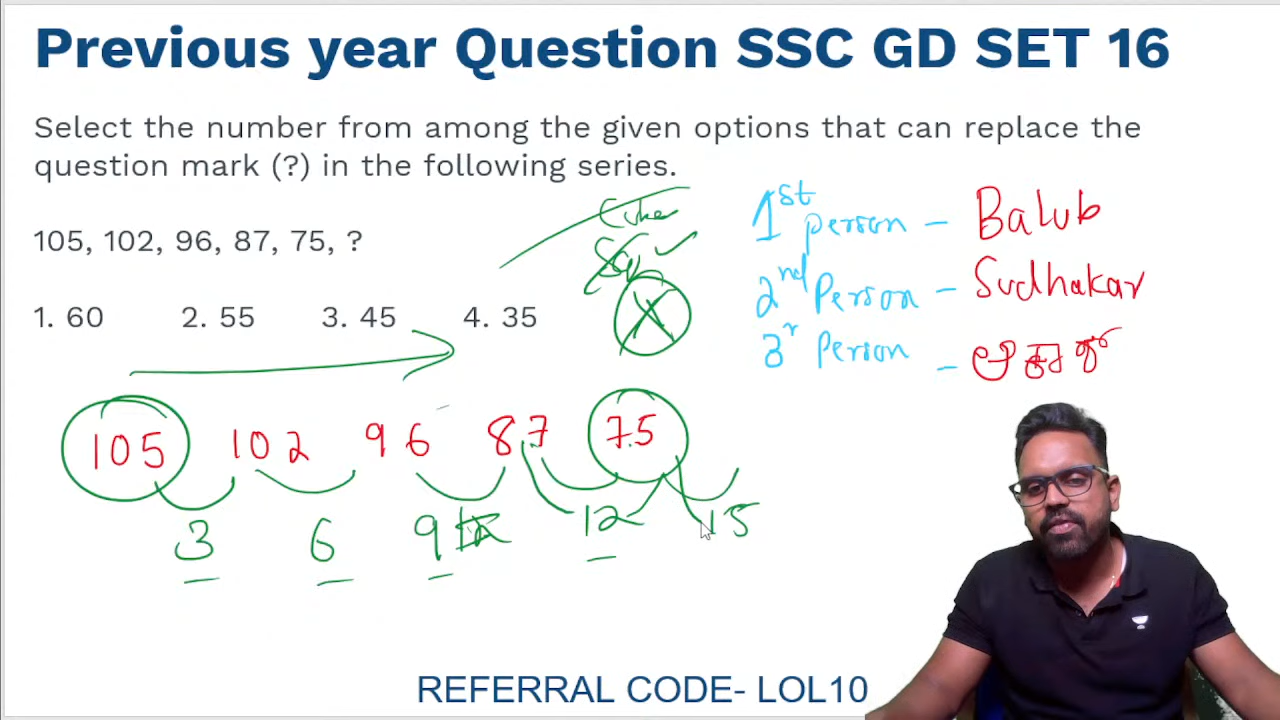 Previous year Question SSC GD SET 16
Select the number from among the given options that can replace the
question mark (?) in the following series.
105, 102, 96, 87, 75, ?
1. 60 2. 55 3. 45 4. 35
1st person - Balub
2nd Person - Sudhakar
3r Person -
105 102 96 87 75
3 6 9 12 15
REFERRAL CODE- LOL10